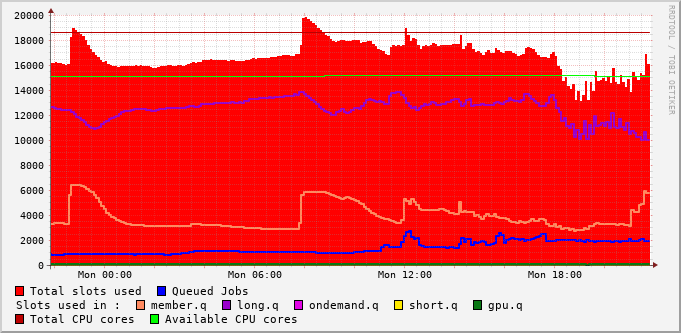 RRDTOOL / TOBI OETIKER
20000
18000
16000
14000
12000
10000
8000
6000
4000
2000
0
Mon 00:00 Mon 06:00 Mon 12:00 Mon 18:00
Total slots used Queued Jobs
Slots used in : member.q long.q ondemand.q short.q gpu.q
Total CPU cores Available CPU cores